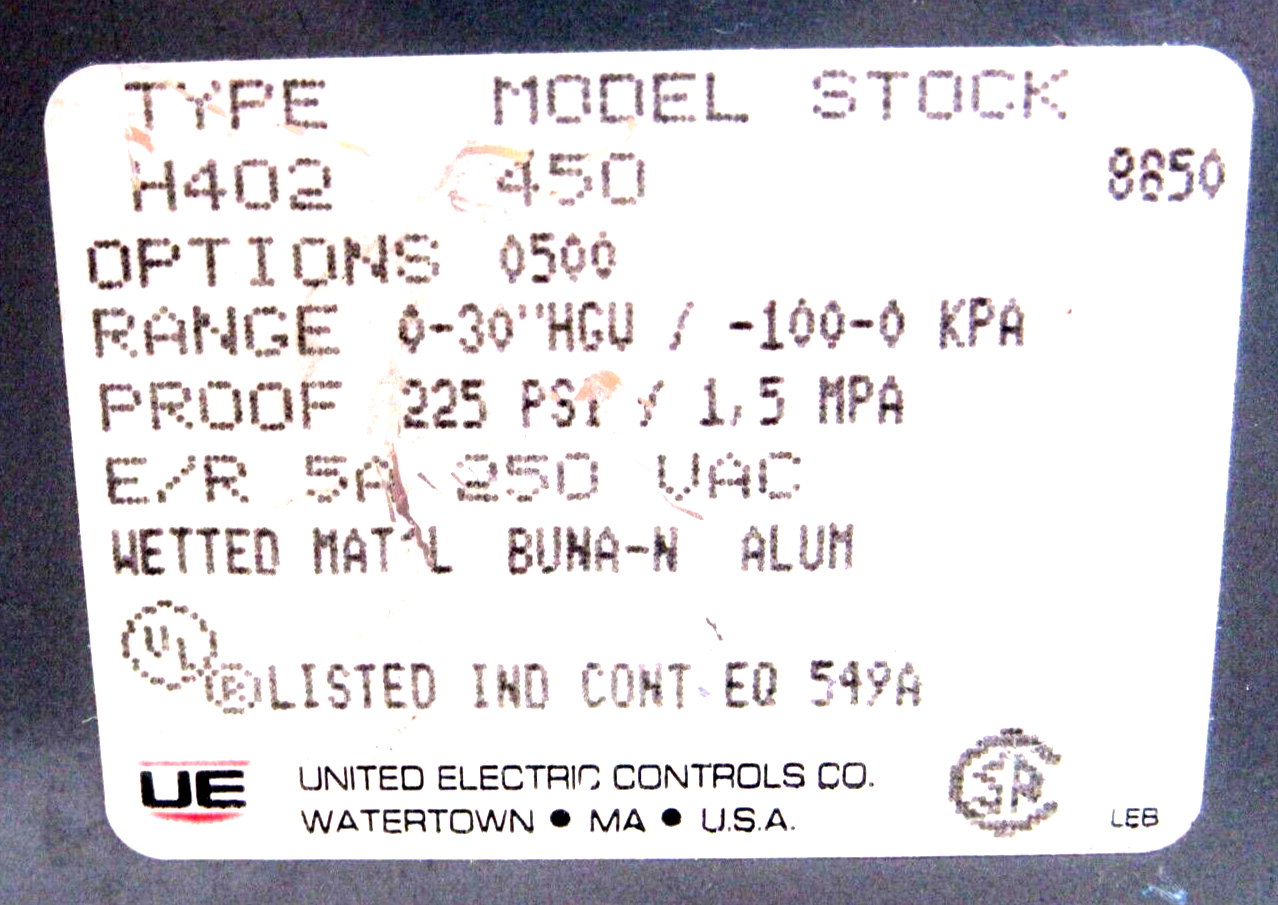 TYPE MODEL STOCK
H402 450 8850
OPTIONS 0500
RANGE 0-30"HGV / -100-0 KPA
PROOF 225 PSI / 1,5 MPA
E/R 5A 250 VAC
WETTED MAT'L BUNA-N ALUM
UL
® LISTED IND CONT EQ 549A
UE UNITED ELECTRIC CONTROLS CO.
WATERTOWN • MA • U.S.A.
SA
LEB